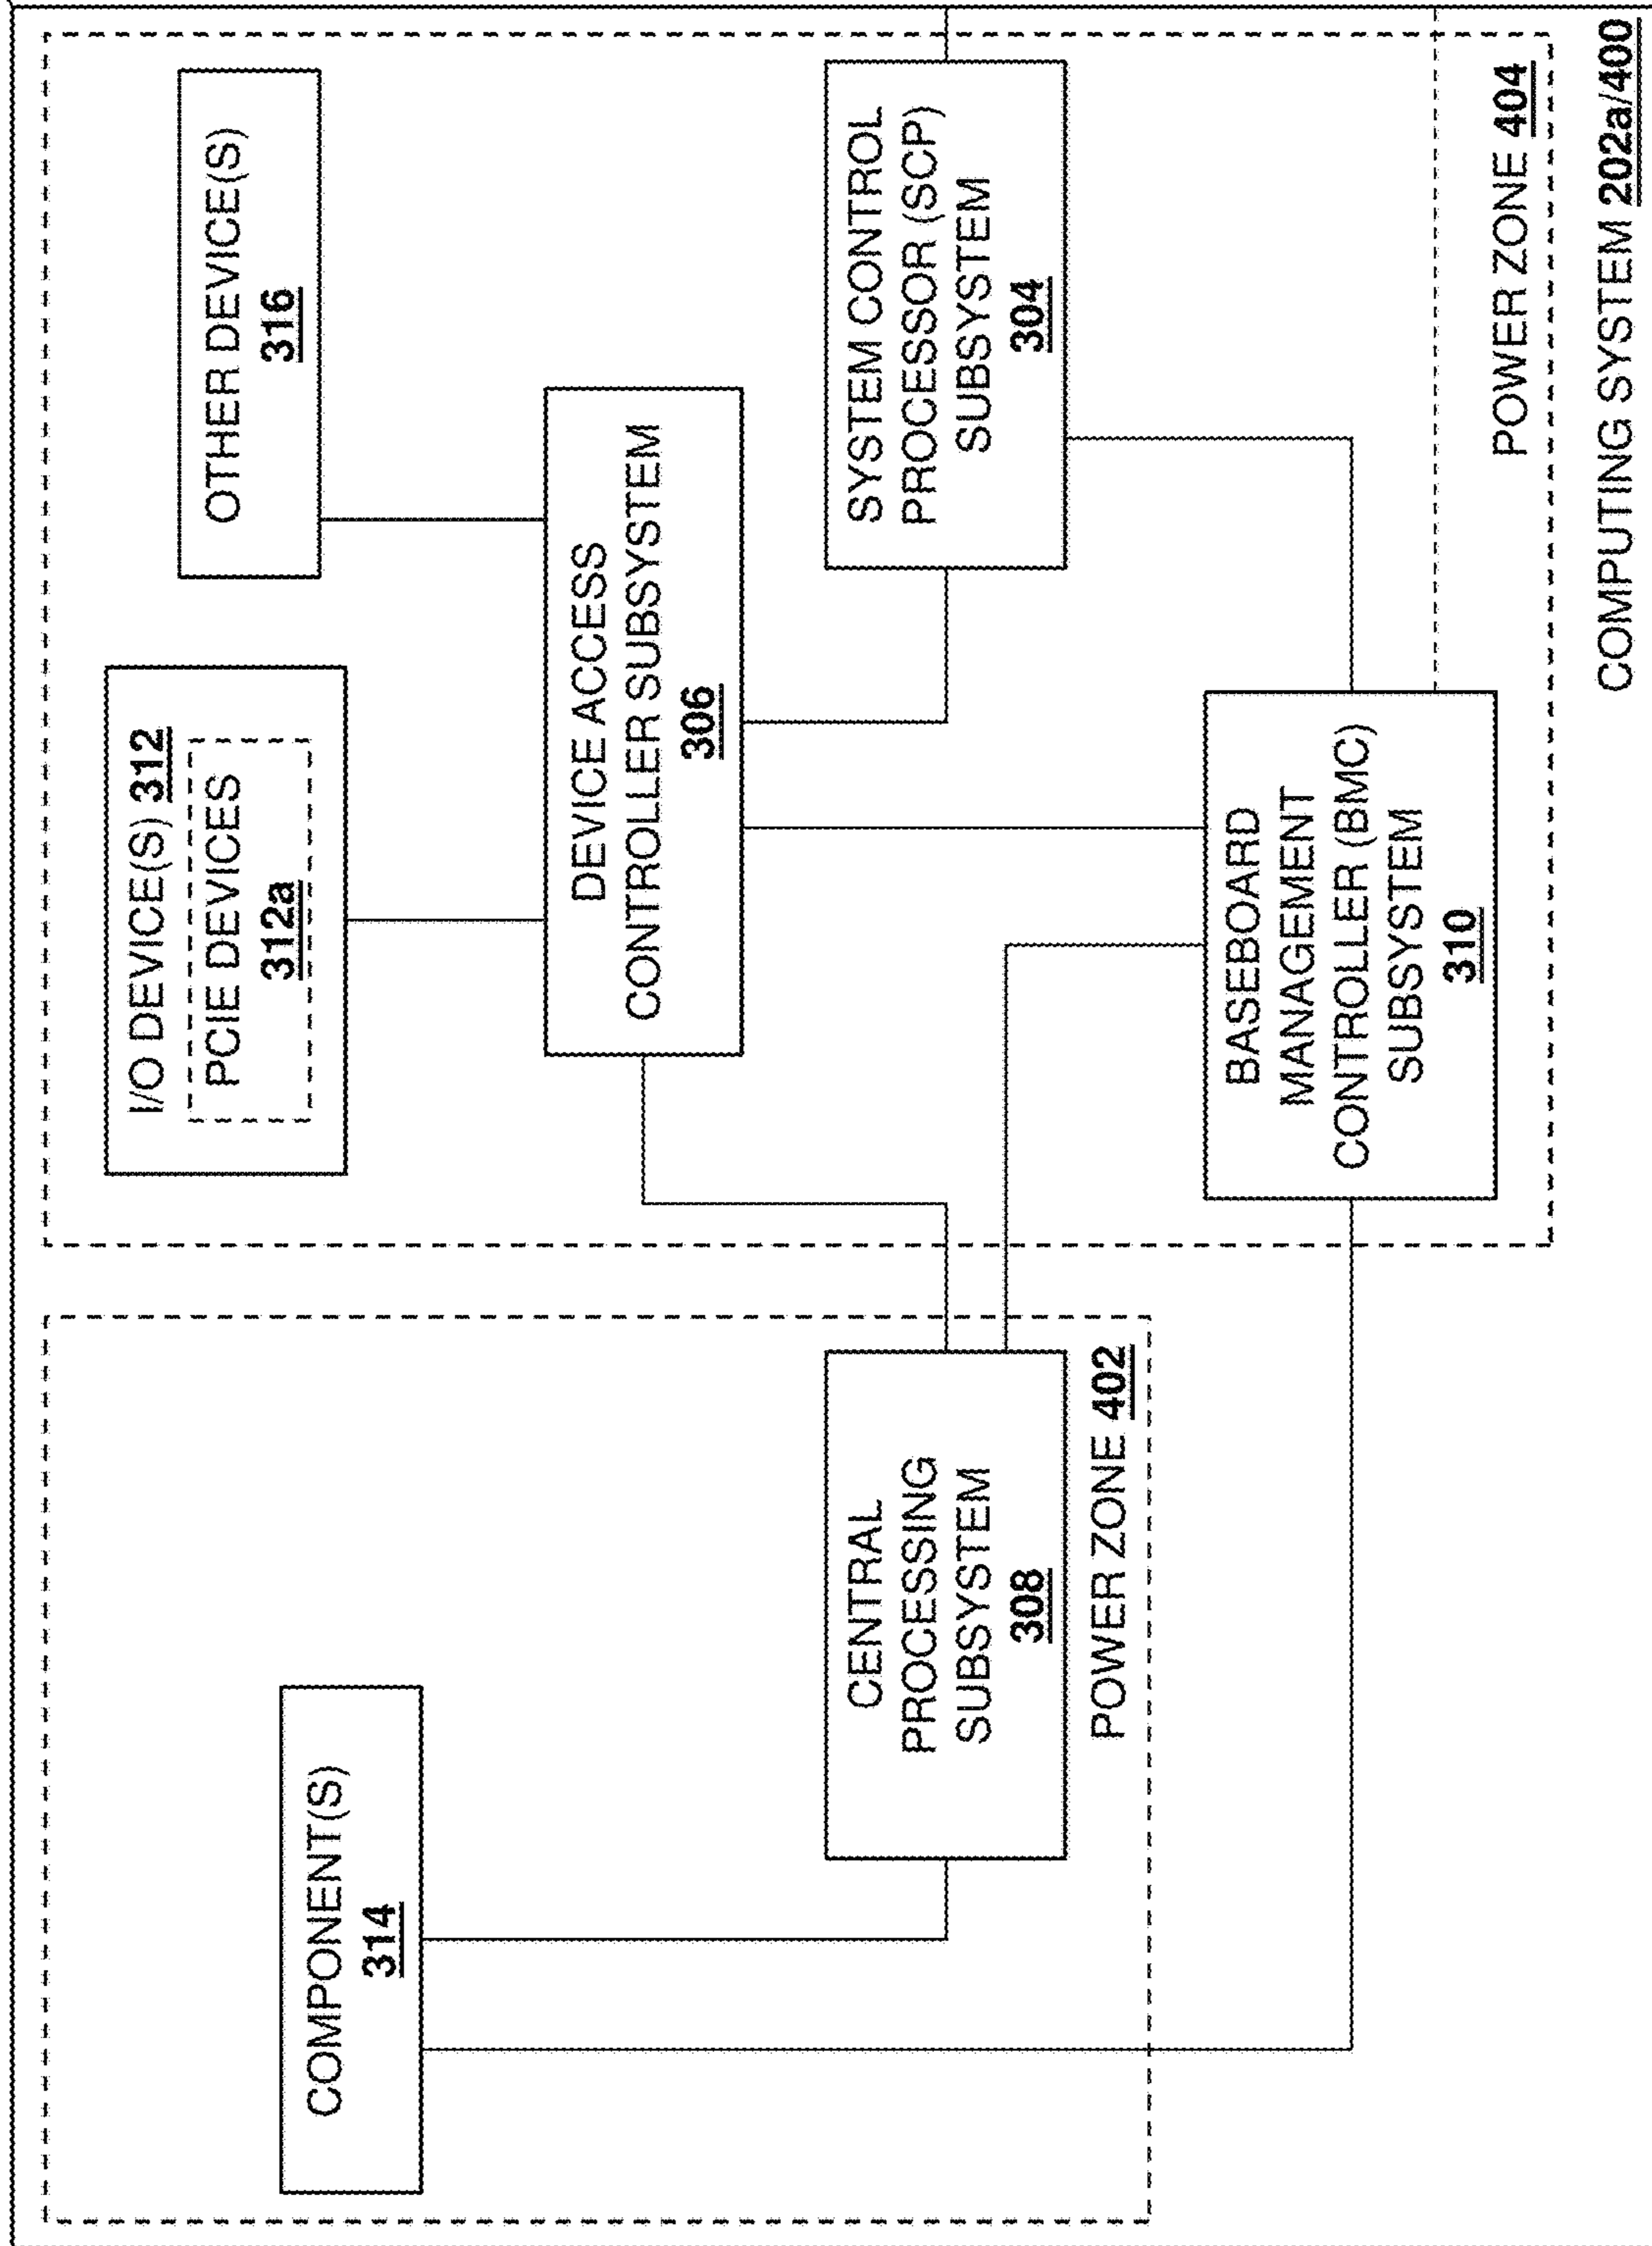 COMPONENT(S)
314
CENTRAL
PROCESSING
SUBSYSTEM
308
POWER ZONE 402
I/O DEVICE(S) 312
PCIE DEVICES
312a
OTHER DEVICE(S)
316
DEVICE ACCESS
CONTROLLER SUBSYSTEM
306
SYSTEM CONTROL
PROCESSOR (SCP)
SUBSYSTEM
304
BASEBOARD
MANAGEMENT
CONTROLLER (BMC)
SUBSYSTEM
310
POWER ZONE 404
COMPUTING SYSTEM 202a/400